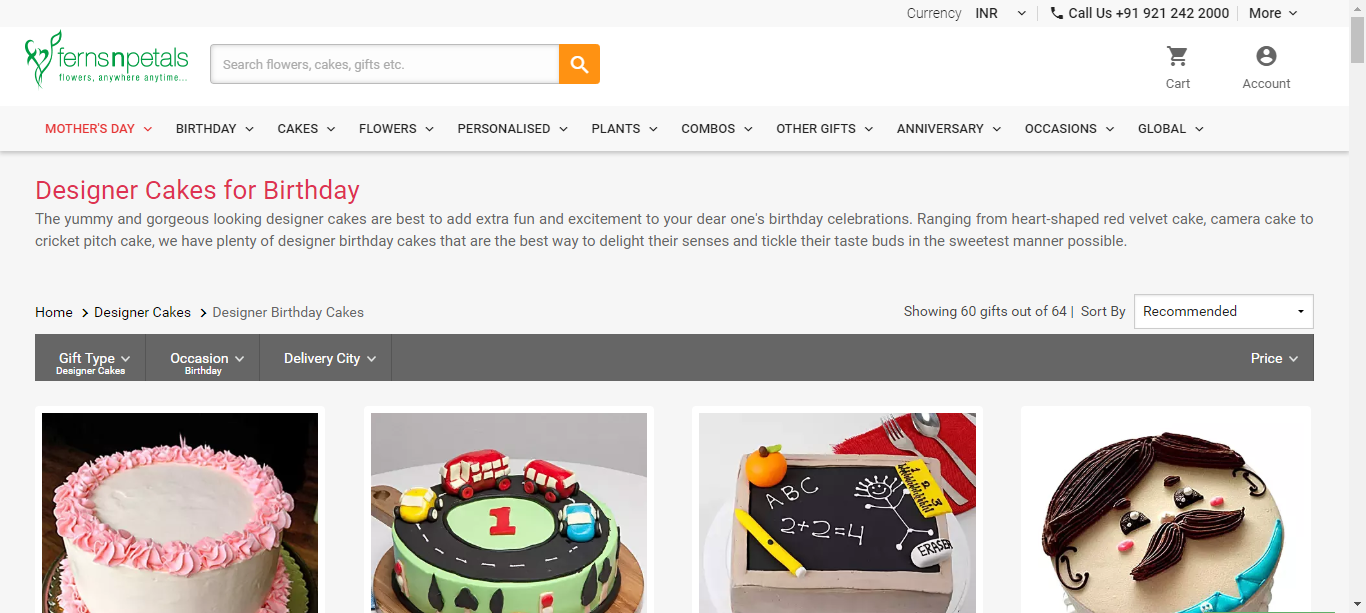 Currency INR Call Us +91 921 242 2000 More
fernsnpetals
flowers, anywhere anytime...
Search flowers, cakes, gifts etc.
Cart Account
MOTHER'S DAY BIRTHDAY CAKES FLOWERS PERSONALISED PLANTS COMBOS OTHER GIFTS ANNIVERSARY OCCASIONS GLOBAL
Designer Cakes for Birthday
The yummy and gorgeous looking designer cakes are best to add extra fun and excitement to your dear one's birthday celebrations. Ranging from heart-shaped red velvet cake, camera cake to
cricket pitch cake, we have plenty of designer birthday cakes that are the best way to delight their senses and tickle their taste buds in the sweetest manner possible.
Home > Designer Cakes > Designer Birthday Cakes
Showing 60 gifts out of 64 | Sort By Recommended
Gift Type Occasion Delivery City Price
Designer Cakes Birthday
1
ABC
2+2=4
ERASER